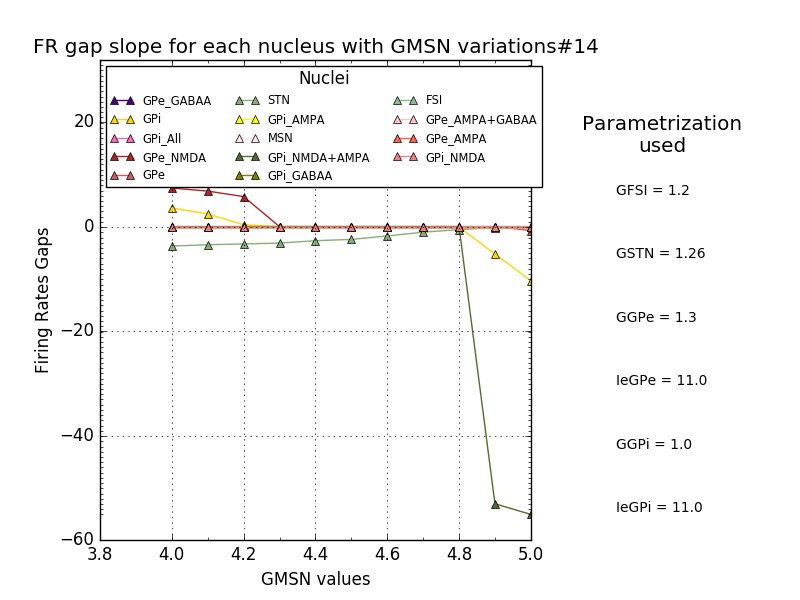 FR gap slope for each nucleus with GMSN variations#14
Nuclei
GPe_GABAA STN FSI
GPi GPi_AMPA GPe_AMPA+GABAA
GPi_All MSN GPe_AMPA
GPe_NMDA GPi_NMDA+AMPA GPi_NMDA
GPe GPi_GABAA
20
0
−20
−40
−60
3.8 4.0 4.2 4.4 4.6 4.8 5.0
GMSN values
Firing Rates Gaps
Parametrization
used
GFSI = 1.2
GSTN = 1.26
GGPe = 1.3
IeGPe = 11.0
GGPi = 1.0
IeGPi = 11.0